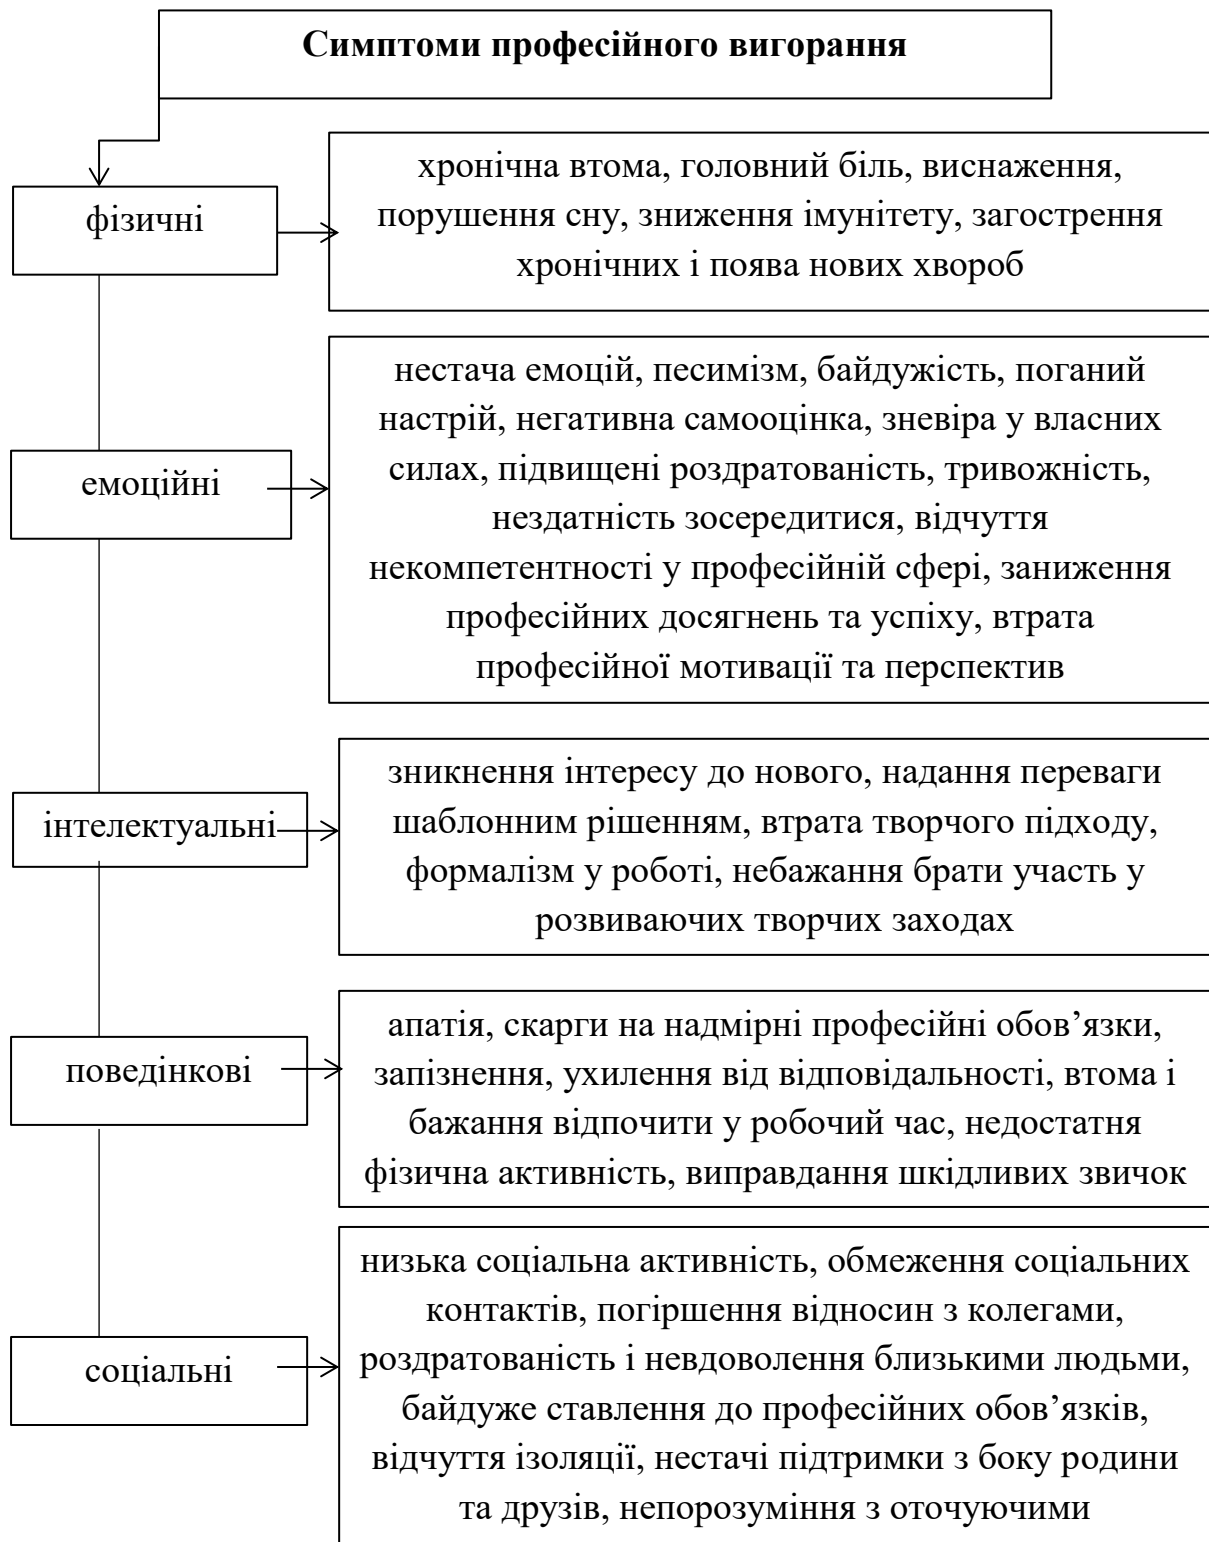 Симптоми професійного вигорання
фізичні
хронічна втома, головний біль, виснаження,
порушення сну, зниження імунітету, загострення
хронічних і поява нових хвороб
емоційні
нестача емоцій, песимізм, байдужість, поганий
настрій, негативна самооцінка, зневіра у власних
силах, підвищені роздратованість, тривожність,
нездатність зосередитися, відчуття
некомпетентності у професійній сфері, заниження
професійних досягнень та успіху, втрата
професійної мотивації та перспектив
інтелектуальні
зникнення інтересу до нового, надання переваги
шаблонним рішенням, втрата творчого підходу,
формалізм у роботі, небажання брати участь у
розвиваючих творчих заходах
поведінкові
апатія, скарги на надмірні професійні обов’язки,
запізнення, ухилення від відповідальності, втома і
бажання відпочити у робочий час, недостатня
фізична активність, виправдання шкідливих звичок
соціальні
низька соціальна активність, обмеження соціальних
контактів, погіршення відносин з колегами,
роздратованість і невдоволення близькими людьми,
байдуже ставлення до професійних обов’язків,
відчуття ізоляції, нестачі підтримки з боку родини
та друзів, непорозуміння з оточуючими